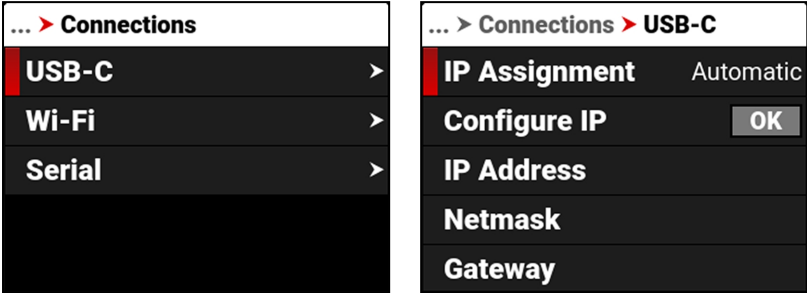 ... ➤ Connections
USB-C ➤
Wi-Fi ➤
Serial ➤
... ➤ Connections ➤ USB-C
IP Assignment Automatic
Configure IP OK
IP Address
Netmask
Gateway